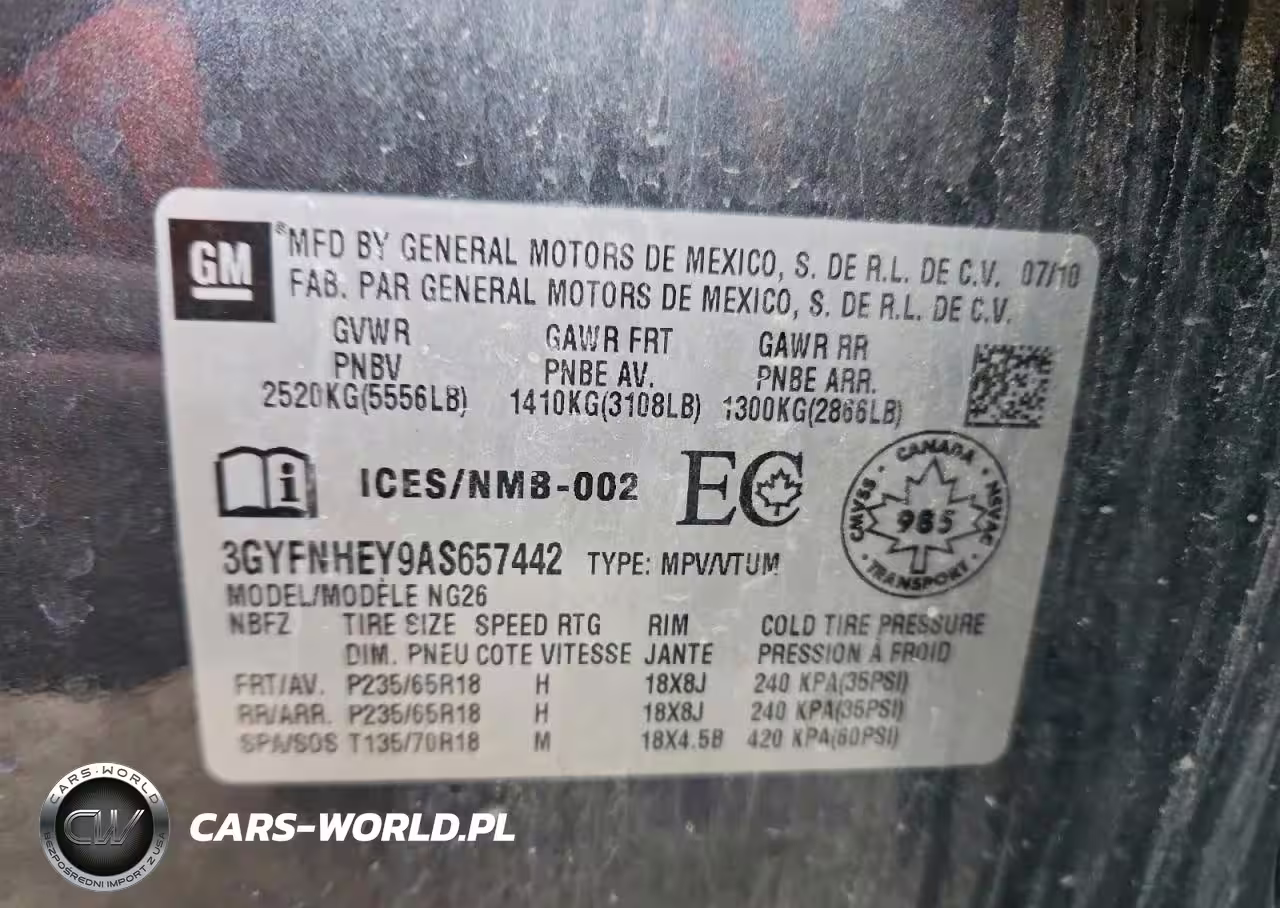 GM
®MFD BY GENERAL MOTORS DE MEXICO, S. DE R.L. DE C.V. 07/10
FAB. PAR GENERAL MOTORS DE MEXICO, S. DE R.L. DE C.V.
GVWR GAWR FRT GAWR RR
PNBV PNBE AV. PNBE ARR.
2520KG(5556LB) 1410KG(3108LB) 1300KG(2866LB)
i ICES/NMB-002 EC
CANADA
CMVSS 985 NSVAC
TRANSPORT
3GYFNHEY9AS657442 TYPE: MPV/VTUM
MODEL/MODÈLE NG26
NBFZ TIRE SIZE SPEED RTG RIM COLD TIRE PRESSURE
DIM. PNEU COTE VITESSE JANTE PRESSION À FROID
FRT/AV. P235/65R18 H 18X8J 240 KPA(35PSI)
RR/ARR. P235/65R18 H 18X8J 240 KPA(35PSI)
SPA/SOS T135/70R18 M 18X4.5B 420 KPA(60PSI)
CARS-WORLD
CW
BEZPOŚREDNI IMPORT Z USA
CARS-WORLD.PL